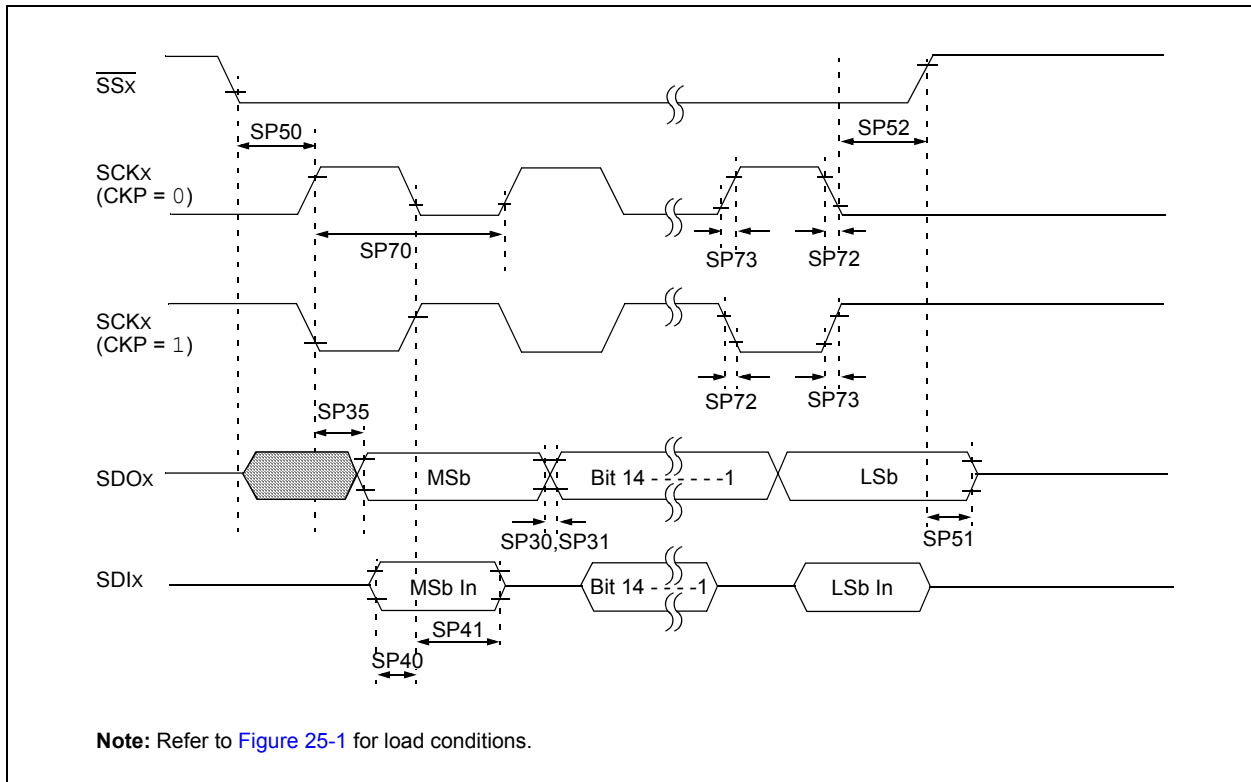 SSx
SP50
SP52
SCKx
(CKP = 0)
SP70
SP73
SP72
SCKx
(CKP = 1)
SP72
SP73
SP35
SDOx
MSb
Bit 14 - - - - - -1
LSb
SP30,SP31
SP51
SDIx
MSb In
Bit 14 - - - -1
LSb In
SP41
SP40
Note: Refer to Figure 25-1 for load conditions.